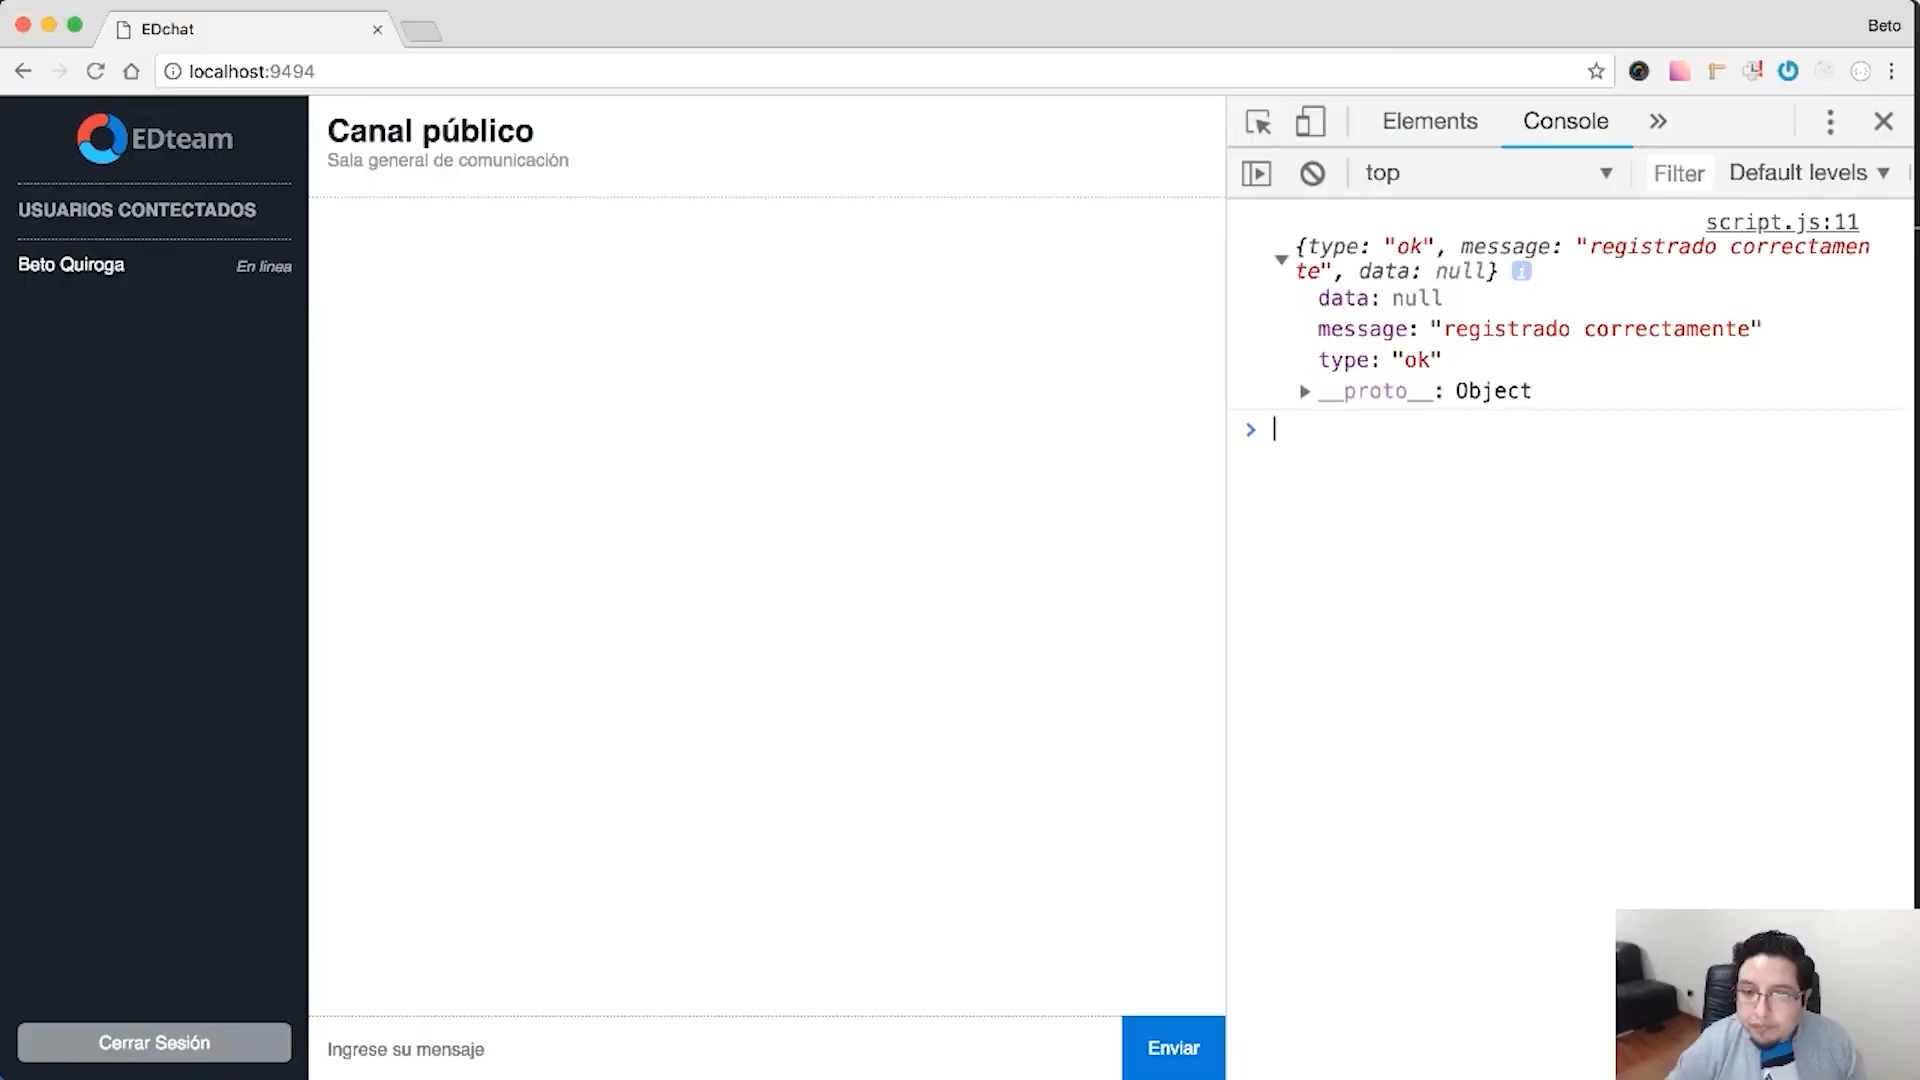 EDchat
Beto
localhost:9494
EDteam
USUARIOS CONTECTADOS
Beto Quiroga
En linea
Cerrar Sesión
Canal público
Sala general de comunicación
Ingrese su mensaje
Enviar
Elements
Console
top
Filter
Default levels
script.js:11
{type: "ok", message: "registrado correctamen
te", data: null}
data: null
message: "registrado correctamente"
type: "ok"
__proto__: Object